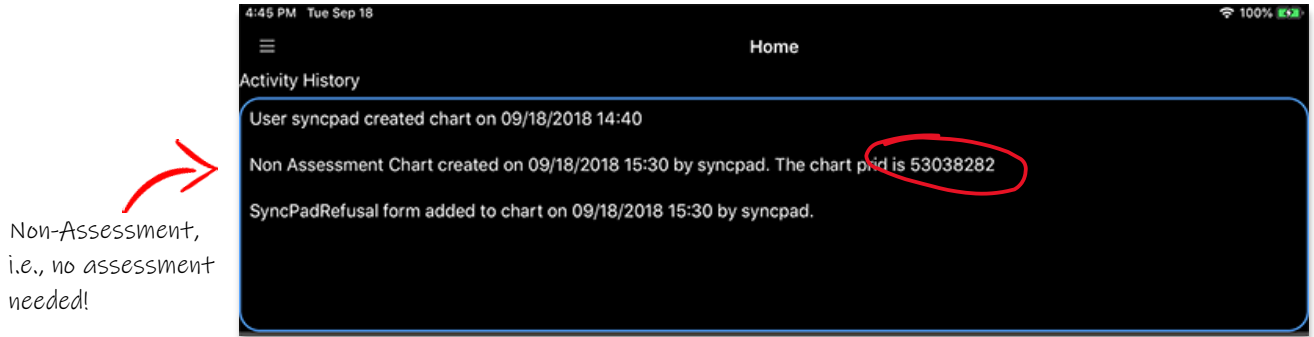 4:45 PM Tue Sep 18
100%
Home
Activity History
User syncpad created chart on 09/18/2018 14:40
Non Assessment Chart created on 09/18/2018 15:30 by syncpad. The chart prid is 53038282
SyncPadRefusal form added to chart on 09/18/2018 15:30 by syncpad.
Non-Assessment,
i.e., no assessment
needed!